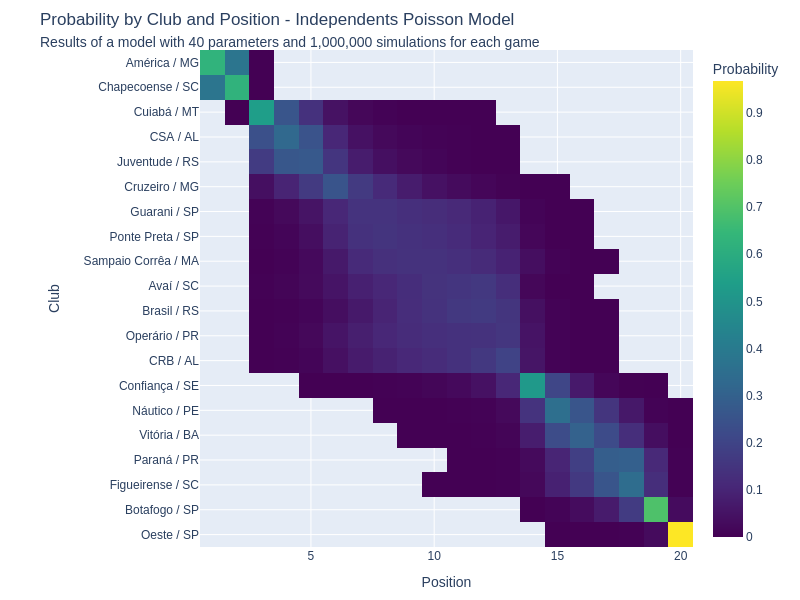 Probability by Club and Position - Independents Poisson Model
Results of a model with 40 parameters and 1,000,000 simulations for each game
Probability
América / MG
Chapecoense / SC
Cuiabá / MT
CSA / AL
Juventude / RS
Cruzeiro / MG
Guarani / SP
Ponte Preta / SP
Sampaio Corrêa / MA
Avaí / SC
Brasil / RS
Operário / PR
CRB / AL
Confiança / SE
Náutico / PE
Vitória / BA
Paraná / PR
Figueirense / SC
Botafogo / SP
Oeste / SP
Club
5
10
15
20
Position
0.9
0.8
0.7
0.6
0.5
0.4
0.3
0.2
0.1
0